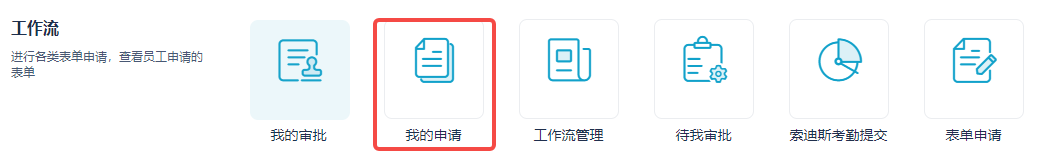 工作流
进行各类表单申请，查看员工申请的
表单
我的审批
我的申请
工作流管理
待我审批
索迪斯考勤提交
表单申请